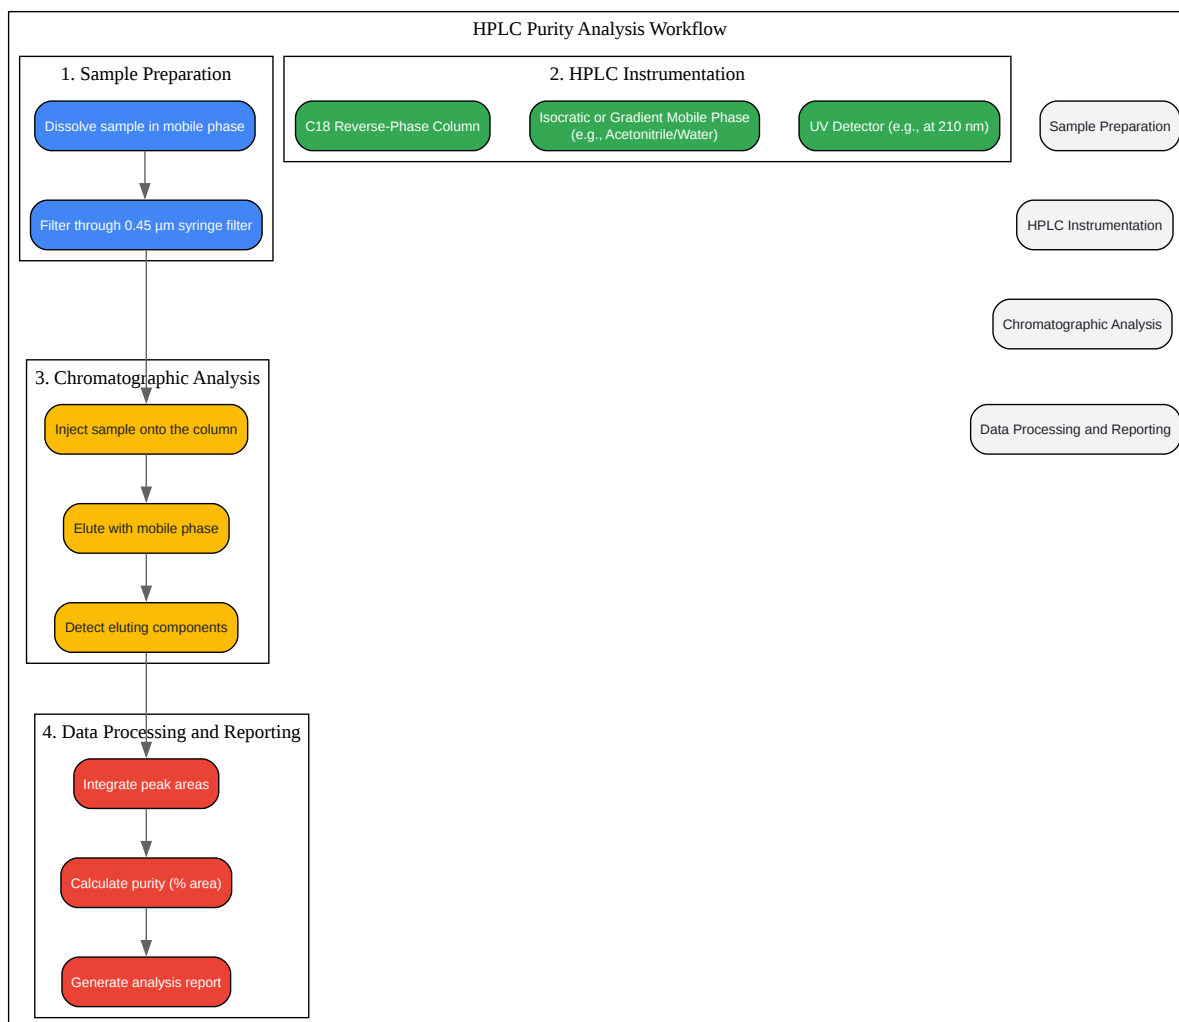 HPLC Purity Analysis Workflow
1. Sample Preparation
Dissolve sample in mobile phase
Filter through 0.45 µm syringe filter
2. HPLC Instrumentation
C18 Reverse-Phase Column
Isocratic or Gradient Mobile Phase
(e.g., Acetonitrile/Water)
UV Detector (e.g., at 210 nm)
Sample Preparation
HPLC Instrumentation
Chromatographic Analysis
Data Processing and Reporting
3. Chromatographic Analysis
Inject sample onto the column
Elute with mobile phase
Detect eluting components
4. Data Processing and Reporting
Integrate peak areas
Calculate purity (% area)
Generate analysis report